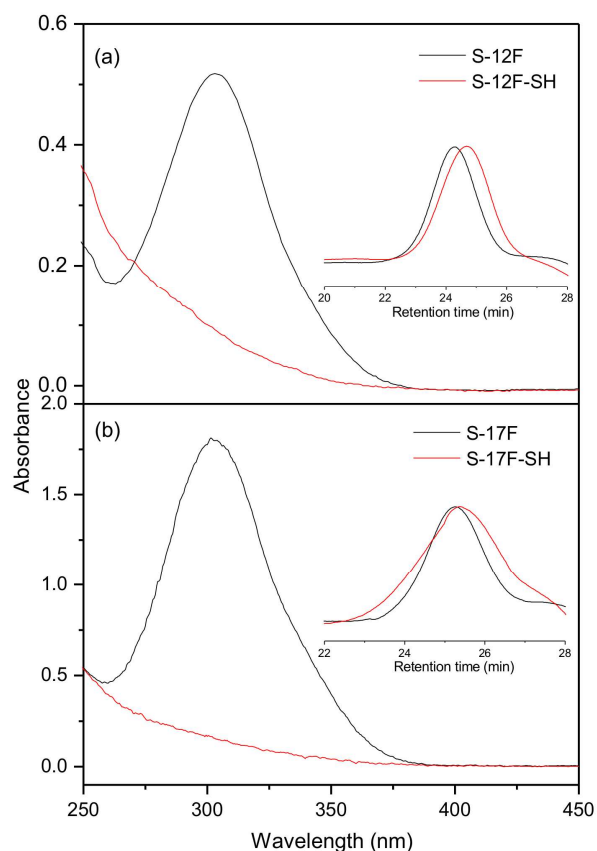 0.6
(a)
S-12F
S-12F-SH
0.4
0.2
20 22 24 26 28
Retention time (min)
0.0
2.0
Absorbance
(b)
S-17F
S-17F-SH
1.5
1.0
22 24 26 28
Retention time (min)
0.5
0.0
250 300 350 400 450
Wavelength (nm)